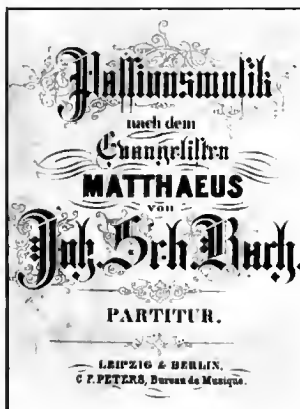 Passionsmusik
nach dem
Evangelisten
MATTHAEUS
von
Joh. Seb. Bach.
PARTITUR.
LEIPZIG & BERLIN,
C. F. PETERS, Bureau de Musique.